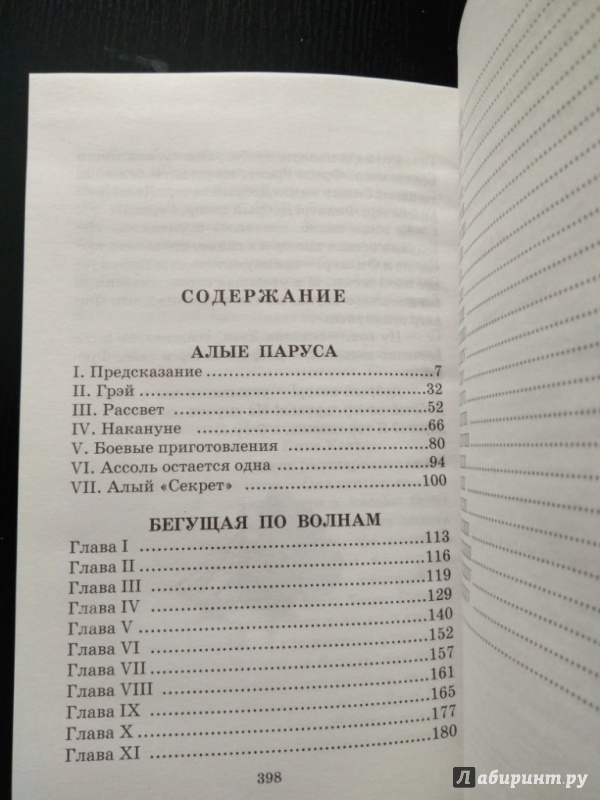 СОДЕРЖАНИЕ
АЛЫЕ ПАРУСА
I. Предсказание 7
II. Грэй 32
III. Рассвет 52
IV. Накануне 66
V. Боевые приготовления 80
VI. Ассоль остается одна 94
VII. Алый «Секрет» 100
БЕГУЩАЯ ПО ВОЛНАМ
Глава I 113
Глава II 116
Глава III 119
Глава IV 129
Глава V 140
Глава VI 152
Глава VII 157
Глава VIII 161
Глава IX 165
Глава X 177
Глава XI 180
398
Лабиринт.ру